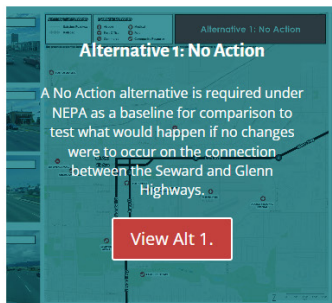 Alternative 1: No Action
Alternative 1: No Action
A No Action alternative is required under
NEPA as a baseline for comparison to
test what would happen if no changes
were to occur on the connection
between the Seward and Glenn
Highways.
View Alt 1.